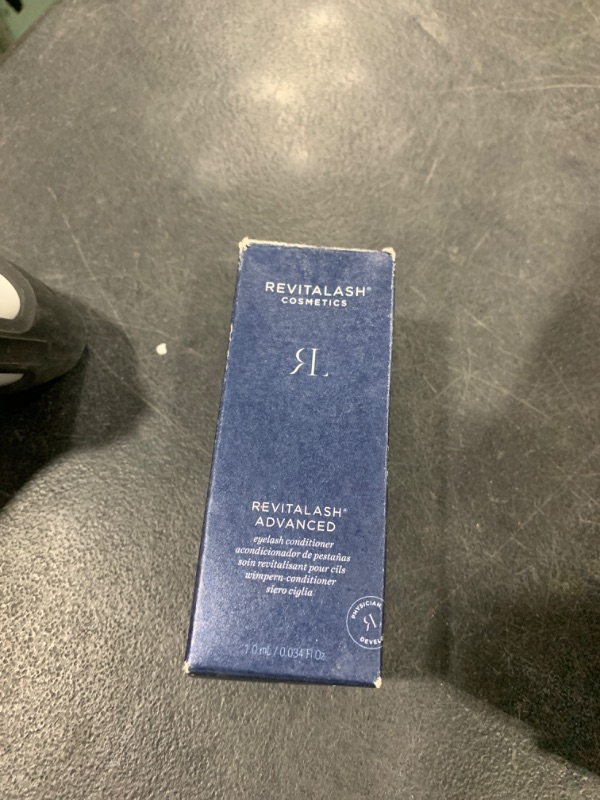 REVITALASH®
COSMETICS
RL
REVITALASH®
ADVANCED
eyelash conditioner
acondicionador de pestañas
soin revitalisant pour cils
wimpern-conditioner
siero ciglia
PHYSICIAN
DEVEL
1.0 mL / 0.034 Fl Oz